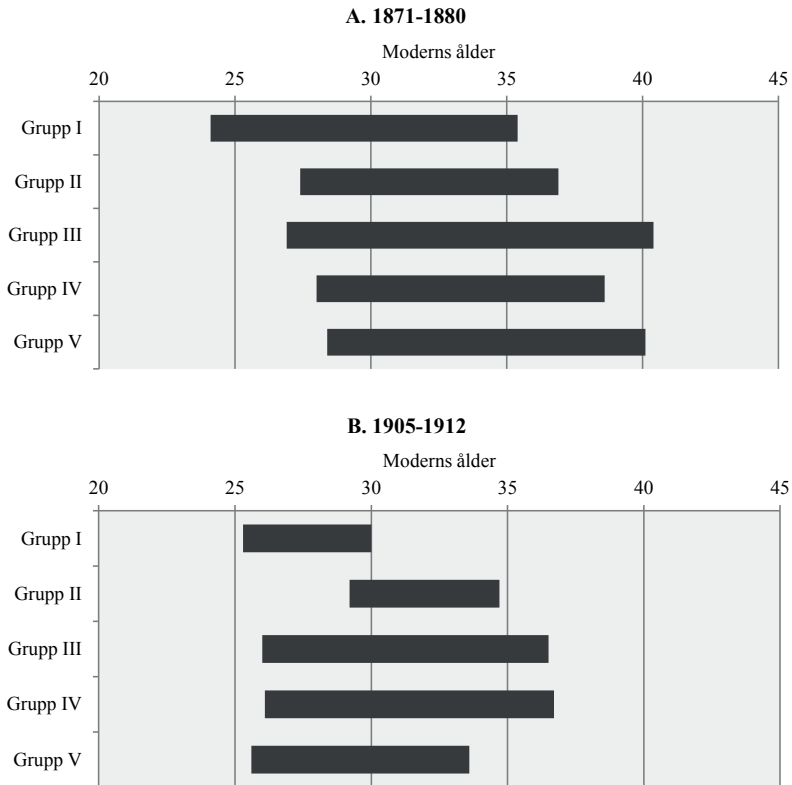 A. 1871-1880
Moderns ålder
20 25 30 35 40 45
Grupp I
Grupp II
Grupp III
Grupp IV
Grupp V
B. 1905-1912
Moderns ålder
20 25 30 35 40 45
Grupp I
Grupp II
Grupp III
Grupp IV
Grupp V